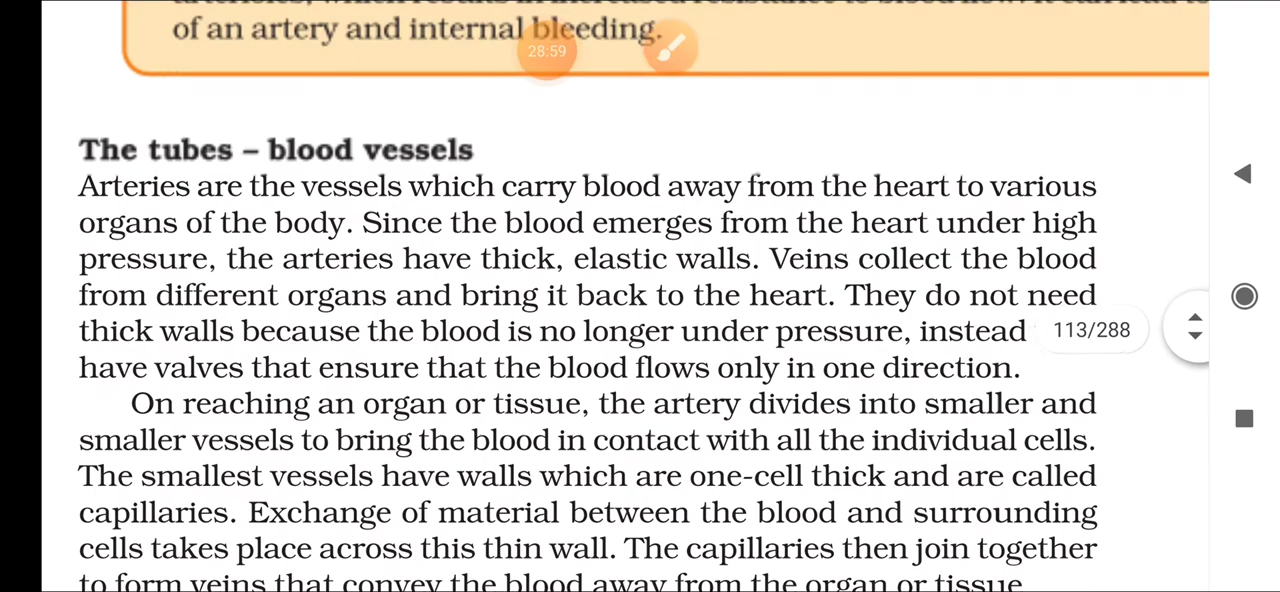 of an artery and internal bleeding.
28:59
The tubes – blood vessels
Arteries are the vessels which carry blood away from the heart to various
organs of the body. Since the blood emerges from the heart under high
pressure, the arteries have thick, elastic walls. Veins collect the blood
from different organs and bring it back to the heart. They do not need
thick walls because the blood is no longer under pressure, instead
113/288
have valves that ensure that the blood flows only in one direction.
On reaching an organ or tissue, the artery divides into smaller and
smaller vessels to bring the blood in contact with all the individual cells.
The smallest vessels have walls which are one-cell thick and are called
capillaries. Exchange of material between the blood and surrounding
cells takes place across this thin wall. The capillaries then join together
to form veins that convey the blood away from the organ or tissue